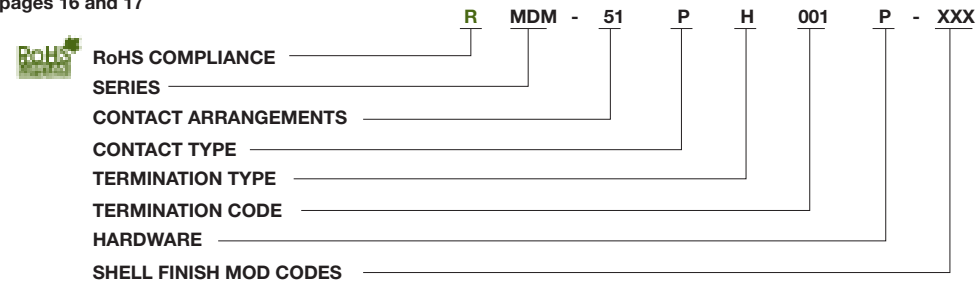 pages 16 and 17
R MDM - 51 P H 001 P - XXX
RoHS
RoHS COMPLIANCE
SERIES
CONTACT ARRANGEMENTS
CONTACT TYPE
TERMINATION TYPE
TERMINATION CODE
HARDWARE
SHELL FINISH MOD CODES